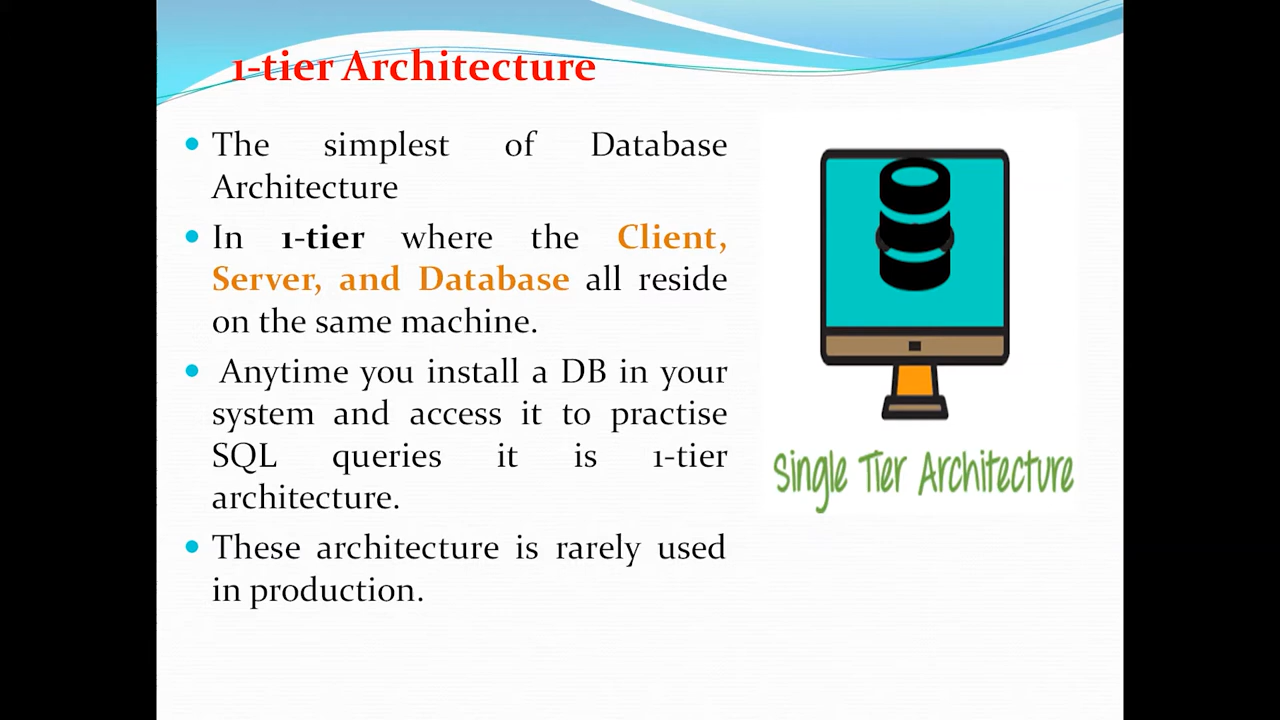 1-tier Architecture
The simplest of Database
Architecture
In 1-tier where the Client,
Server, and Database all reside
on the same machine.
Anytime you install a DB in your
system and access it to practise
SQL queries it is 1-tier
architecture.
These architecture is rarely used
in production.
Single Tier Architecture